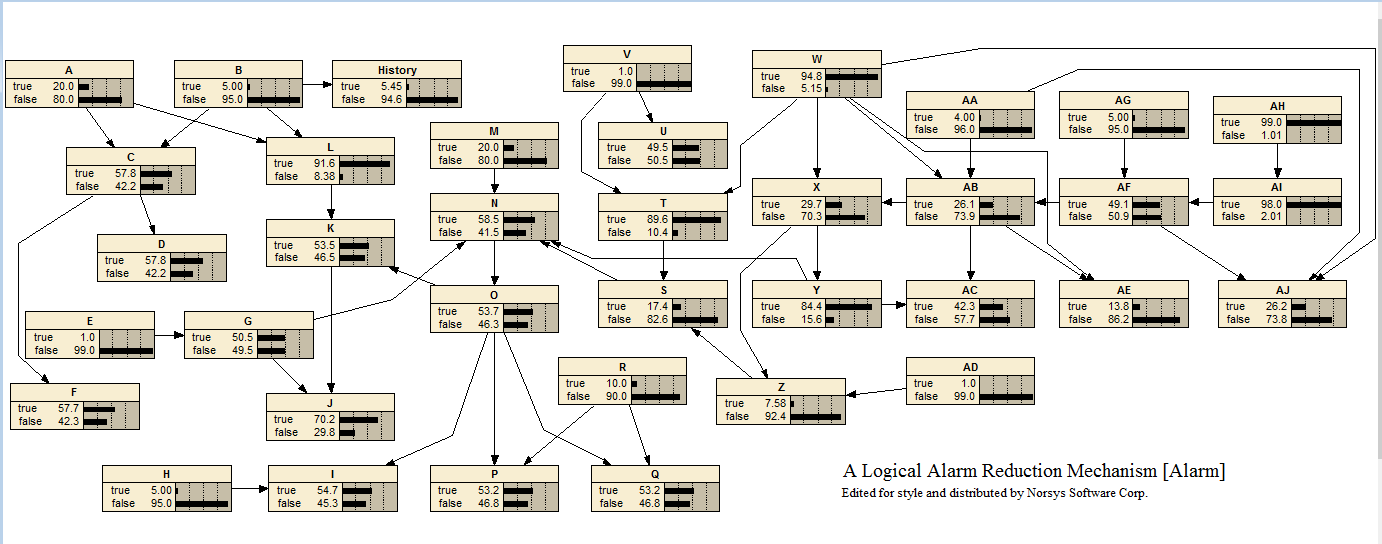 A
true 20.0
false 80.0
B
true 5.00
false 95.0
History
true 5.45
false 94.6
V
true 1.0
false 99.0
W
true 94.8
false 5.15
AA
true 4.00
false 96.0
AG
true 5.00
false 95.0
AH
true 99.0
false 1.01
C
true 57.8
false 42.2
L
true 91.6
false 8.38
M
true 20.0
false 80.0
U
true 49.5
false 50.5
N
true 58.5
false 41.5
T
true 89.6
false 10.4
X
true 29.7
false 70.3
AB
true 26.1
false 73.9
AF
true 49.1
false 50.9
AI
true 98.0
false 2.01
D
true 57.8
false 42.2
K
true 53.5
false 46.5
O
true 53.7
false 46.3
S
true 17.4
false 82.6
Y
true 84.4
false 15.6
AC
true 42.3
false 57.7
AE
true 13.8
false 86.2
AJ
true 26.2
false 73.8
E
true 1.0
false 99.0
G
true 50.5
false 49.5
R
true 10.0
false 90.0
Z
true 7.58
false 92.4
AD
true 1.0
false 99.0
F
true 57.7
false 42.3
J
true 70.2
false 29.8
H
true 5.00
false 95.0
I
true 54.7
false 45.3
P
true 53.2
false 46.8
Q
true 53.2
false 46.8
A Logical Alarm Reduction Mechanism [Alarm]
Edited for style and distributed by Norsys Software Corp.